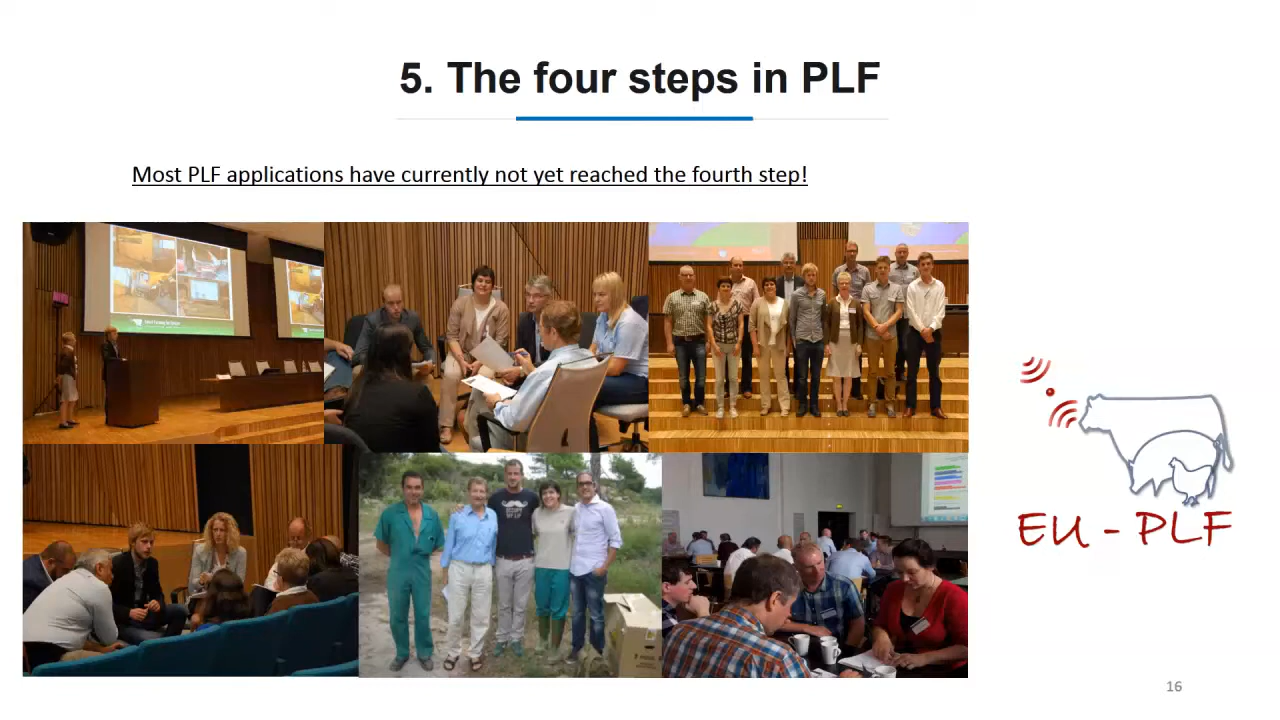 5. The four steps in PLF
Most PLF applications have currently not yet reached the fourth step!
EU - PLF
16